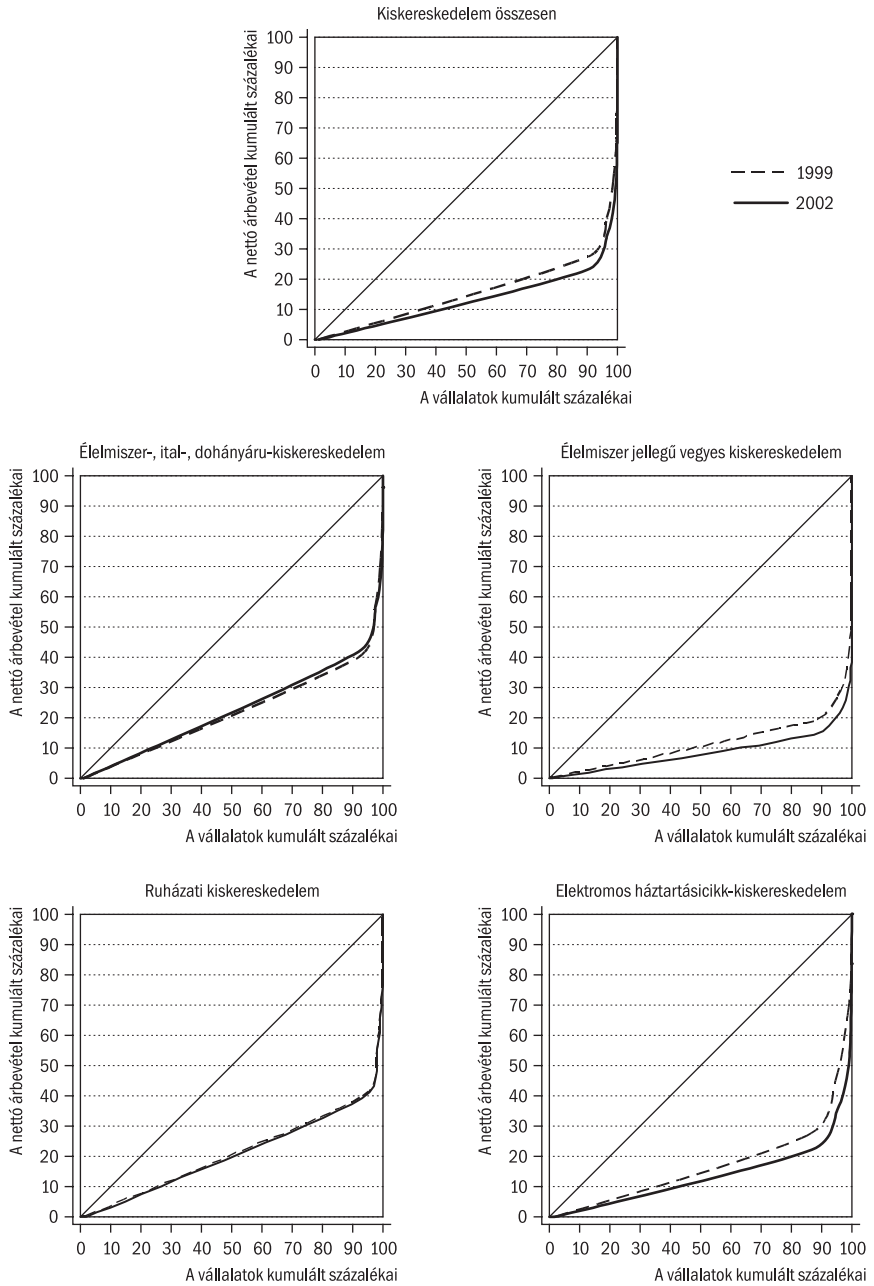 Kiskereskedelem összesen
A nettó árbevétel kumulált százalékai
100
90
80
70
60
50
40
30
20
10
0
0 10 20 30 40 50 60 70 80 90 100
A vállalatok kumulált százalékai
1999
2002
Élelmiszer-, ital-, dohányáru-kiskereskedelem
A nettó árbevétel kumulált százalékai
100
90
80
70
60
50
40
30
20
10
0
0 10 20 30 40 50 60 70 80 90 100
A vállalatok kumulált százalékai
Élelmiszer jellegű vegyes kiskereskedelem
A nettó árbevétel kumulált százalékai
100
90
80
70
60
50
40
30
20
10
0
0 10 20 30 40 50 60 70 80 90 100
A vállalatok kumulált százalékai
Ruházati kiskereskedelem
A nettó árbevétel kumulált százalékai
100
90
80
70
60
50
40
30
20
10
0
0 10 20 30 40 50 60 70 80 90 100
A vállalatok kumulált százalékai
Elektromos háztartásicikk-kiskereskedelem
A nettó árbevétel kumulált százalékai
100
90
80
70
60
50
40
30
20
10
0
0 10 20 30 40 50 60 70 80 90 100
A vállalatok kumulált százalékai